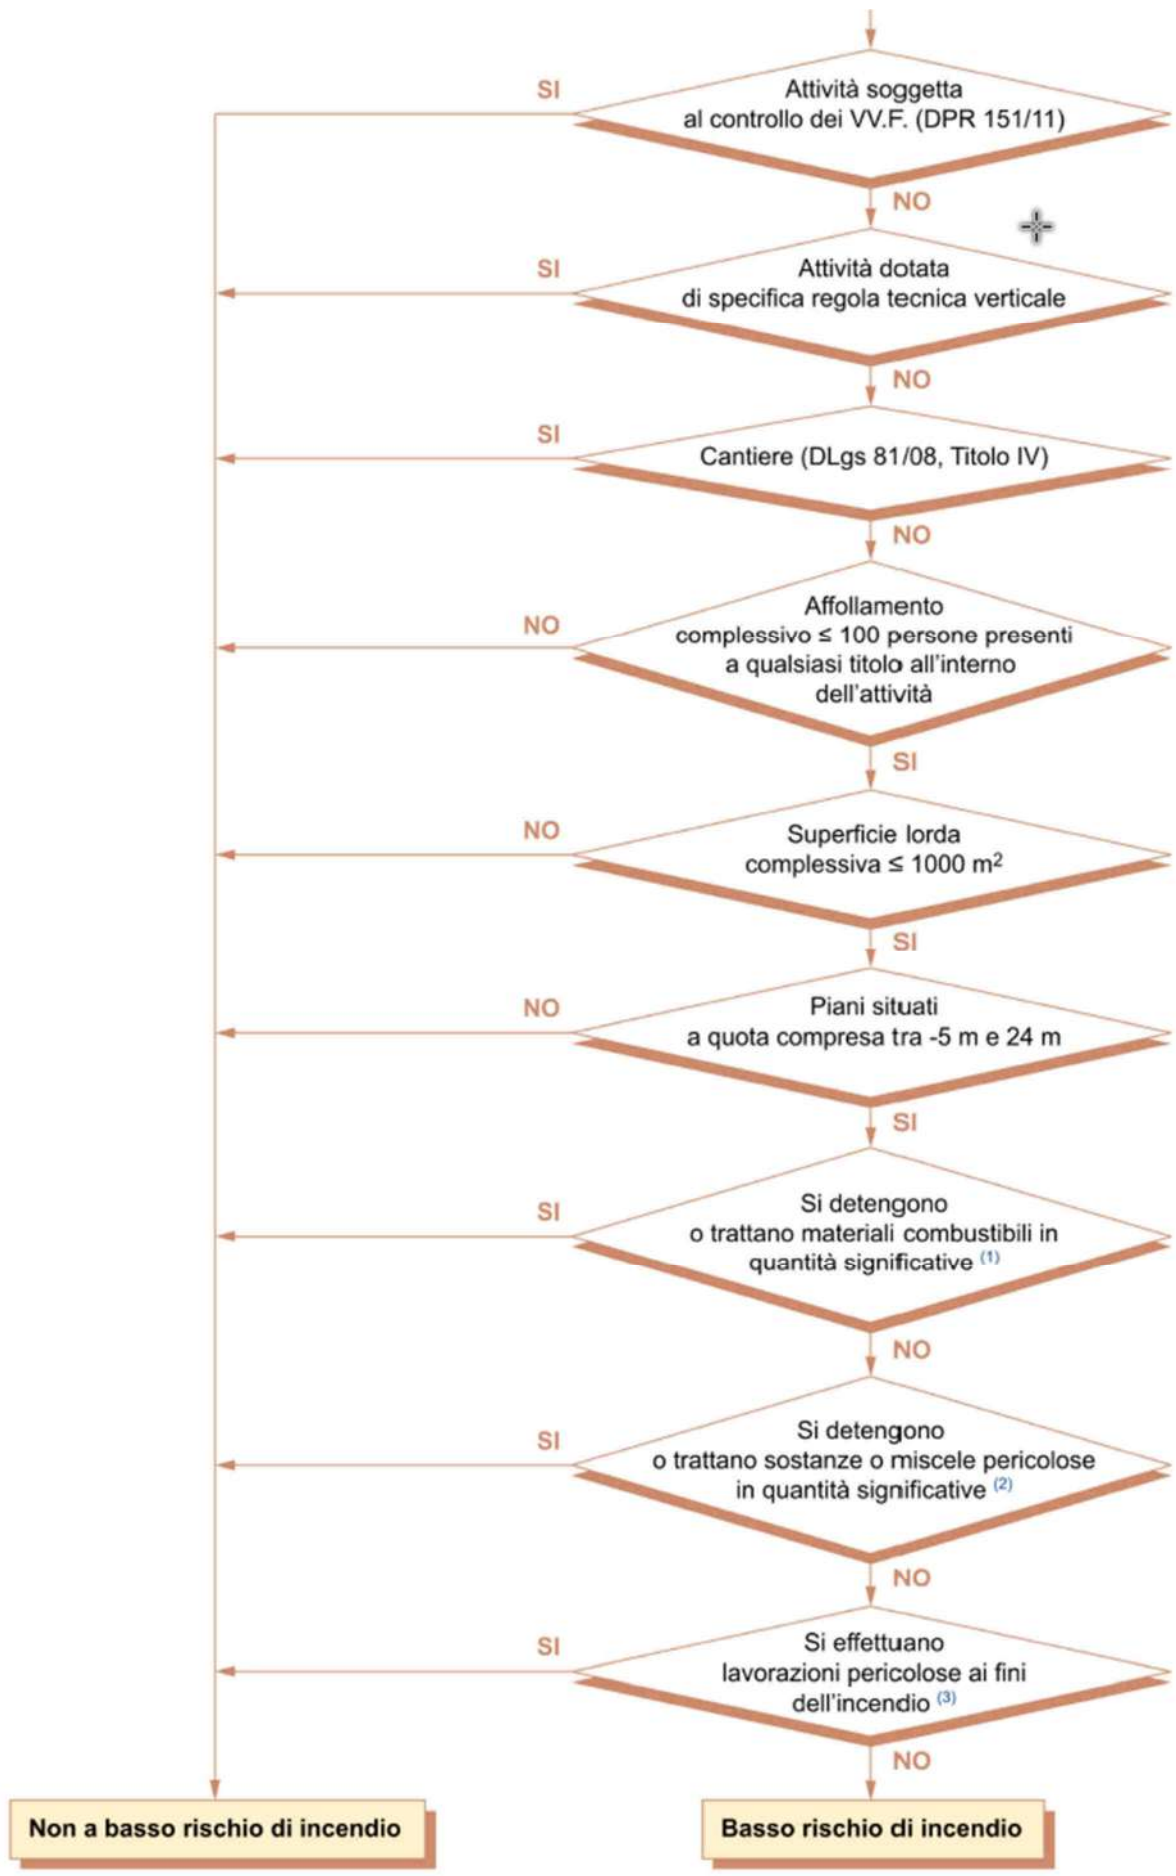 SI
Attività soggetta
al controllo dei VV.F. (DPR 151/11)
NO
SI
Attività dotata
di specifica regola tecnica verticale
NO
SI
Cantiere (DLgs 81/08, Titolo IV)
NO
Affollamento
NO
complessivo ≤ 100 persone presenti
a qualsiasi titolo all'interno
dell'attività
SI
NO
Superficie lorda
complessiva ≤ 1000 m²
SI
NO
Piani situati
a quota compresa tra -5 m e 24 m
SI
Si detengono
SI
o trattano materiali combustibili in
quantità significative (1)
NO
Si detengono
SI
o trattano sostanze o miscele pericolose
in quantità significative (2)
NO
Si effettuano
SI
lavorazioni pericolose ai fini
dell'incendio (3)
NO
Non a basso rischio di incendio
Basso rischio di incendio